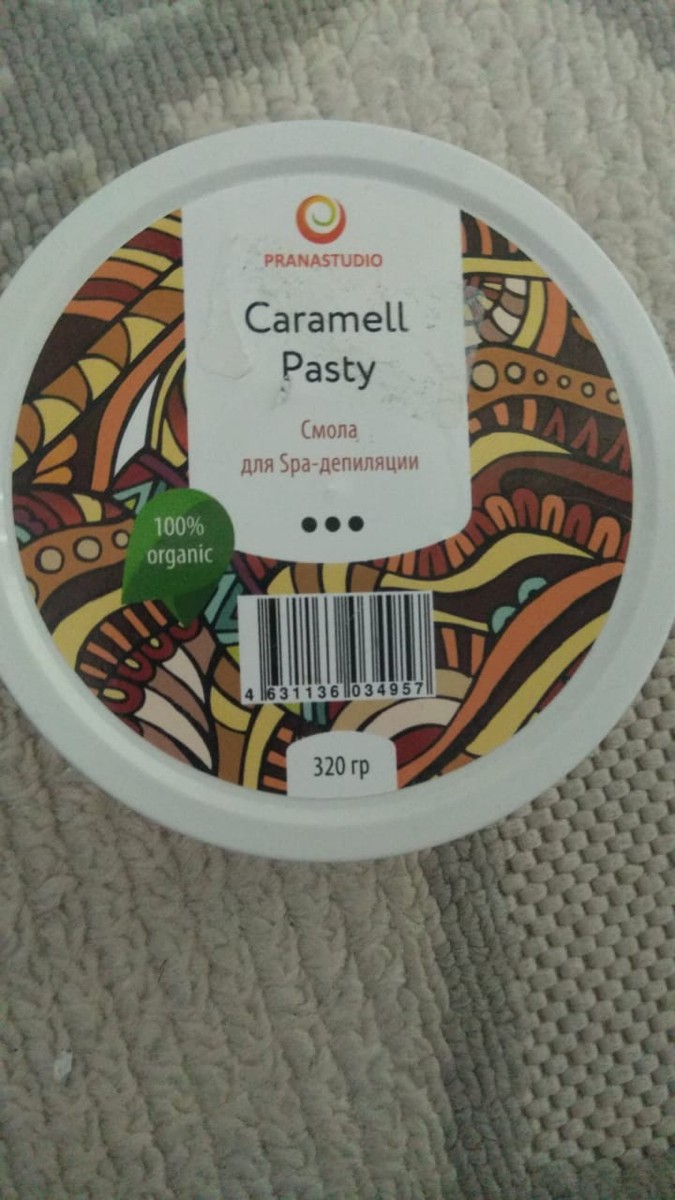 PRANASTUDIO
Caramell
Pasty
Смола
для Spa-депиляции
100%
organic
4 631136 034957
320 гр